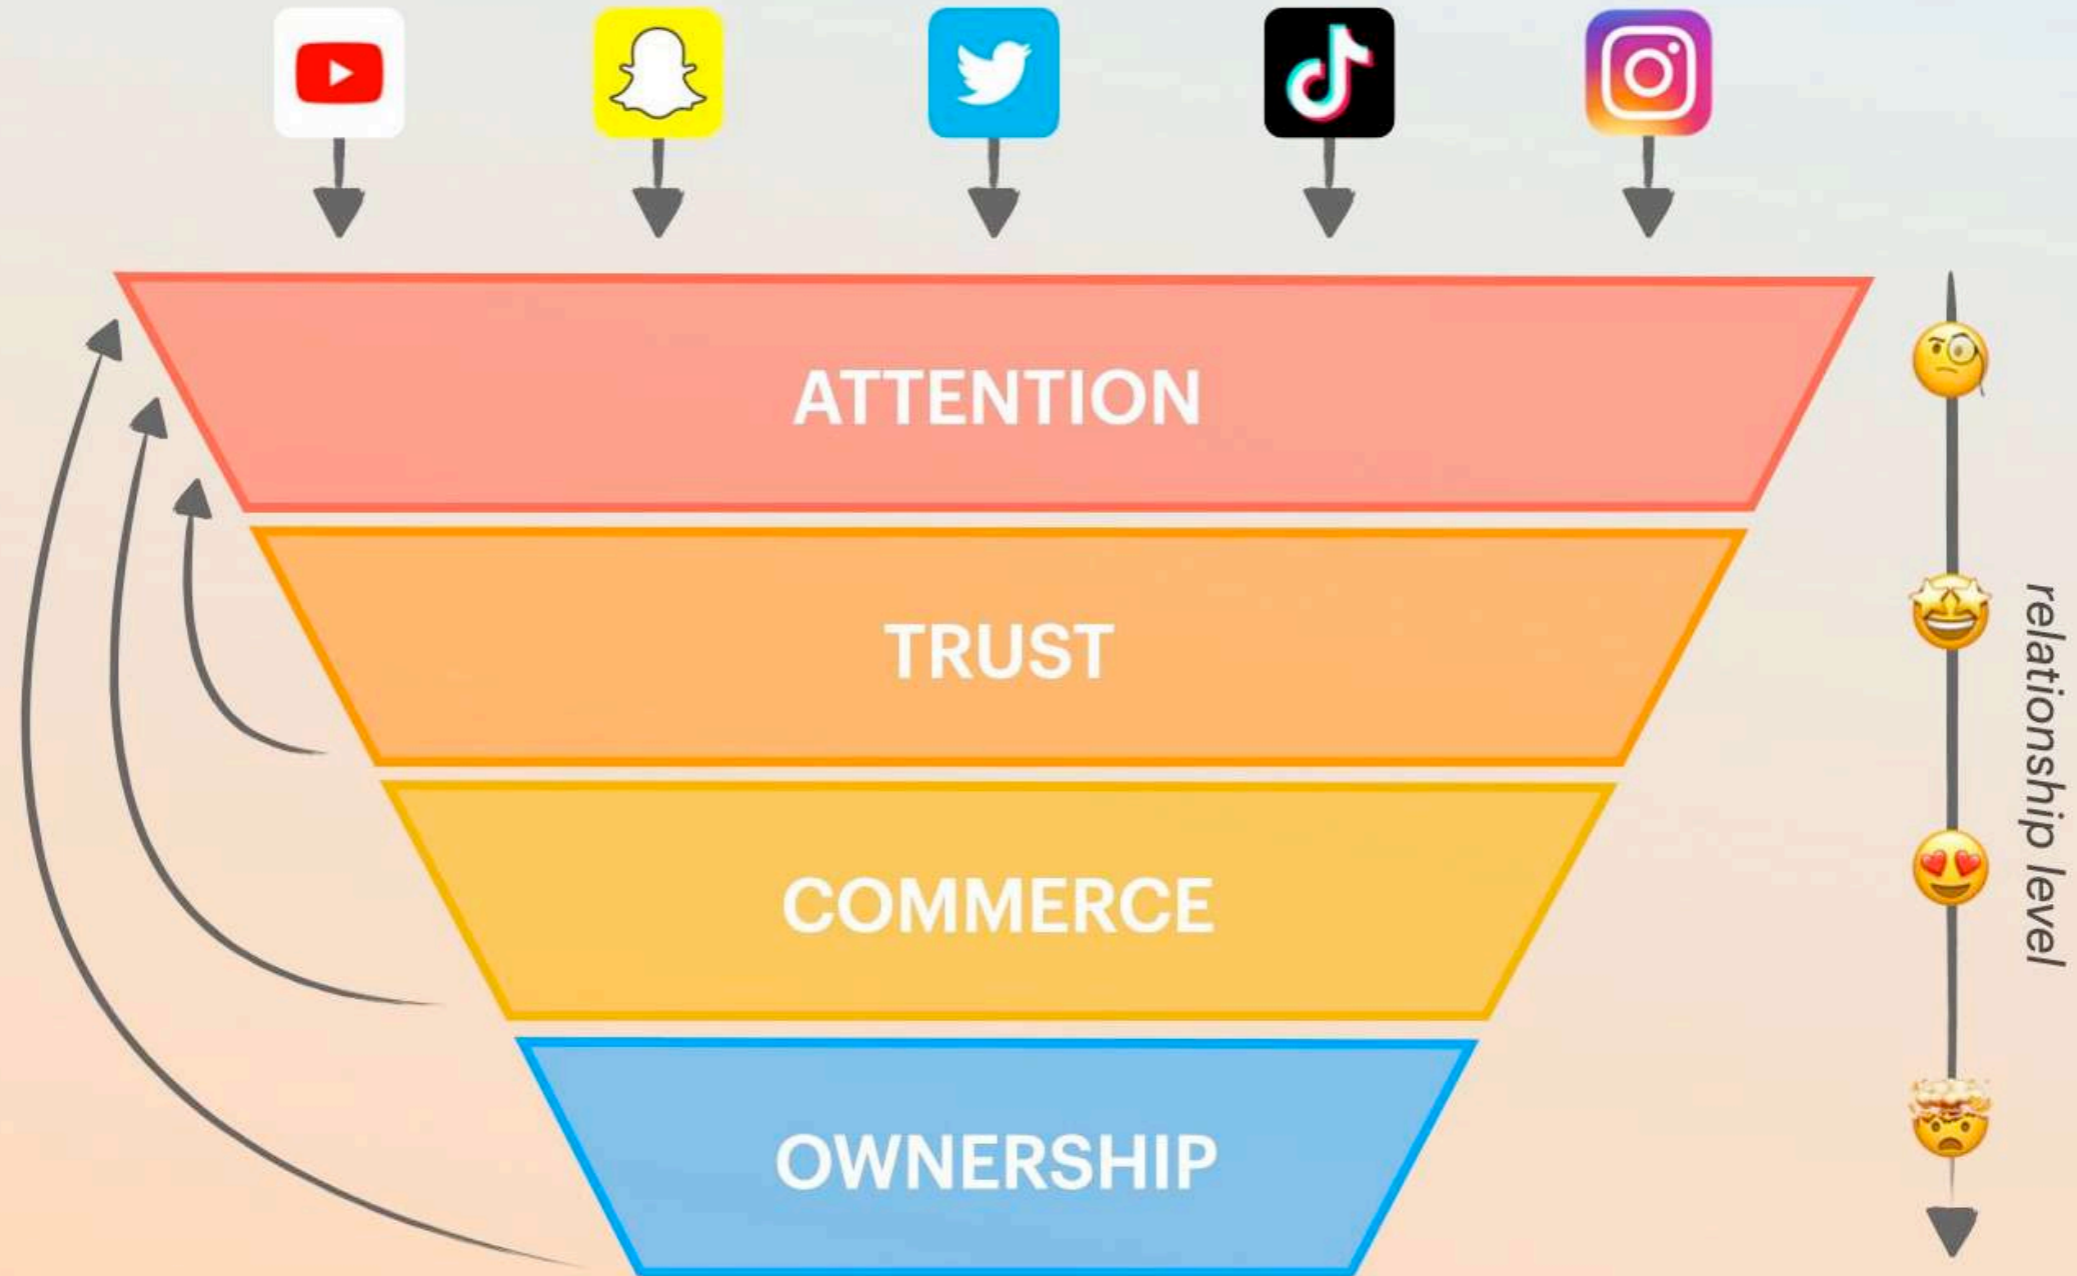 ATTENTION
TRUST
COMMERCE
OWNERSHIP
relationship level